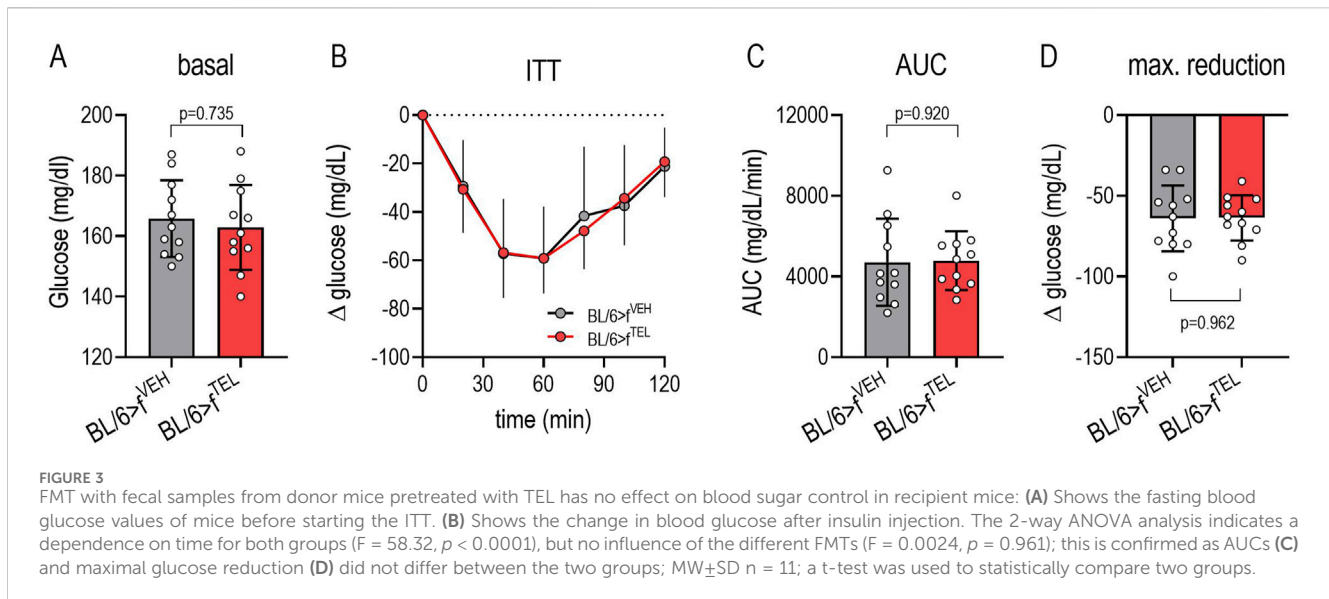 A
basal
Glucose (mg/dl)
200
180
160
140
120
p=0.735
BL/6>fVEH
BL/6>fTEL
B
ITT
Δ glucose (mg/dL)
0
-20
-40
-60
-80
-100
0 30 60 90 120
time (min)
BL/6>fVEH
BL/6>fTEL
C
AUC
AUC (mg/dL/min)
12000
8000
4000
0
p=0.920
BL/6>fVEH
BL/6>fTEL
D
max. reduction
Δ glucose (mg/dL)
0
-50
-100
-150
p=0.962
BL/6>fVEH
BL/6>fTEL
FIGURE 3
FMT with fecal samples from donor mice pretreated with TEL has no effect on blood sugar control in recipient mice: (A) Shows the fasting blood
glucose values of mice before starting the ITT. (B) Shows the change in blood glucose after insulin injection. The 2-way ANOVA analysis indicates a
dependence on time for both groups (F = 58.32, p < 0.0001), but no influence of the different FMTs (F = 0.0024, p = 0.961); this is confirmed as AUCs (C)
and maximal glucose reduction (D) did not differ between the two groups; MW±SD n = 11; a t-test was used to statistically compare two groups.